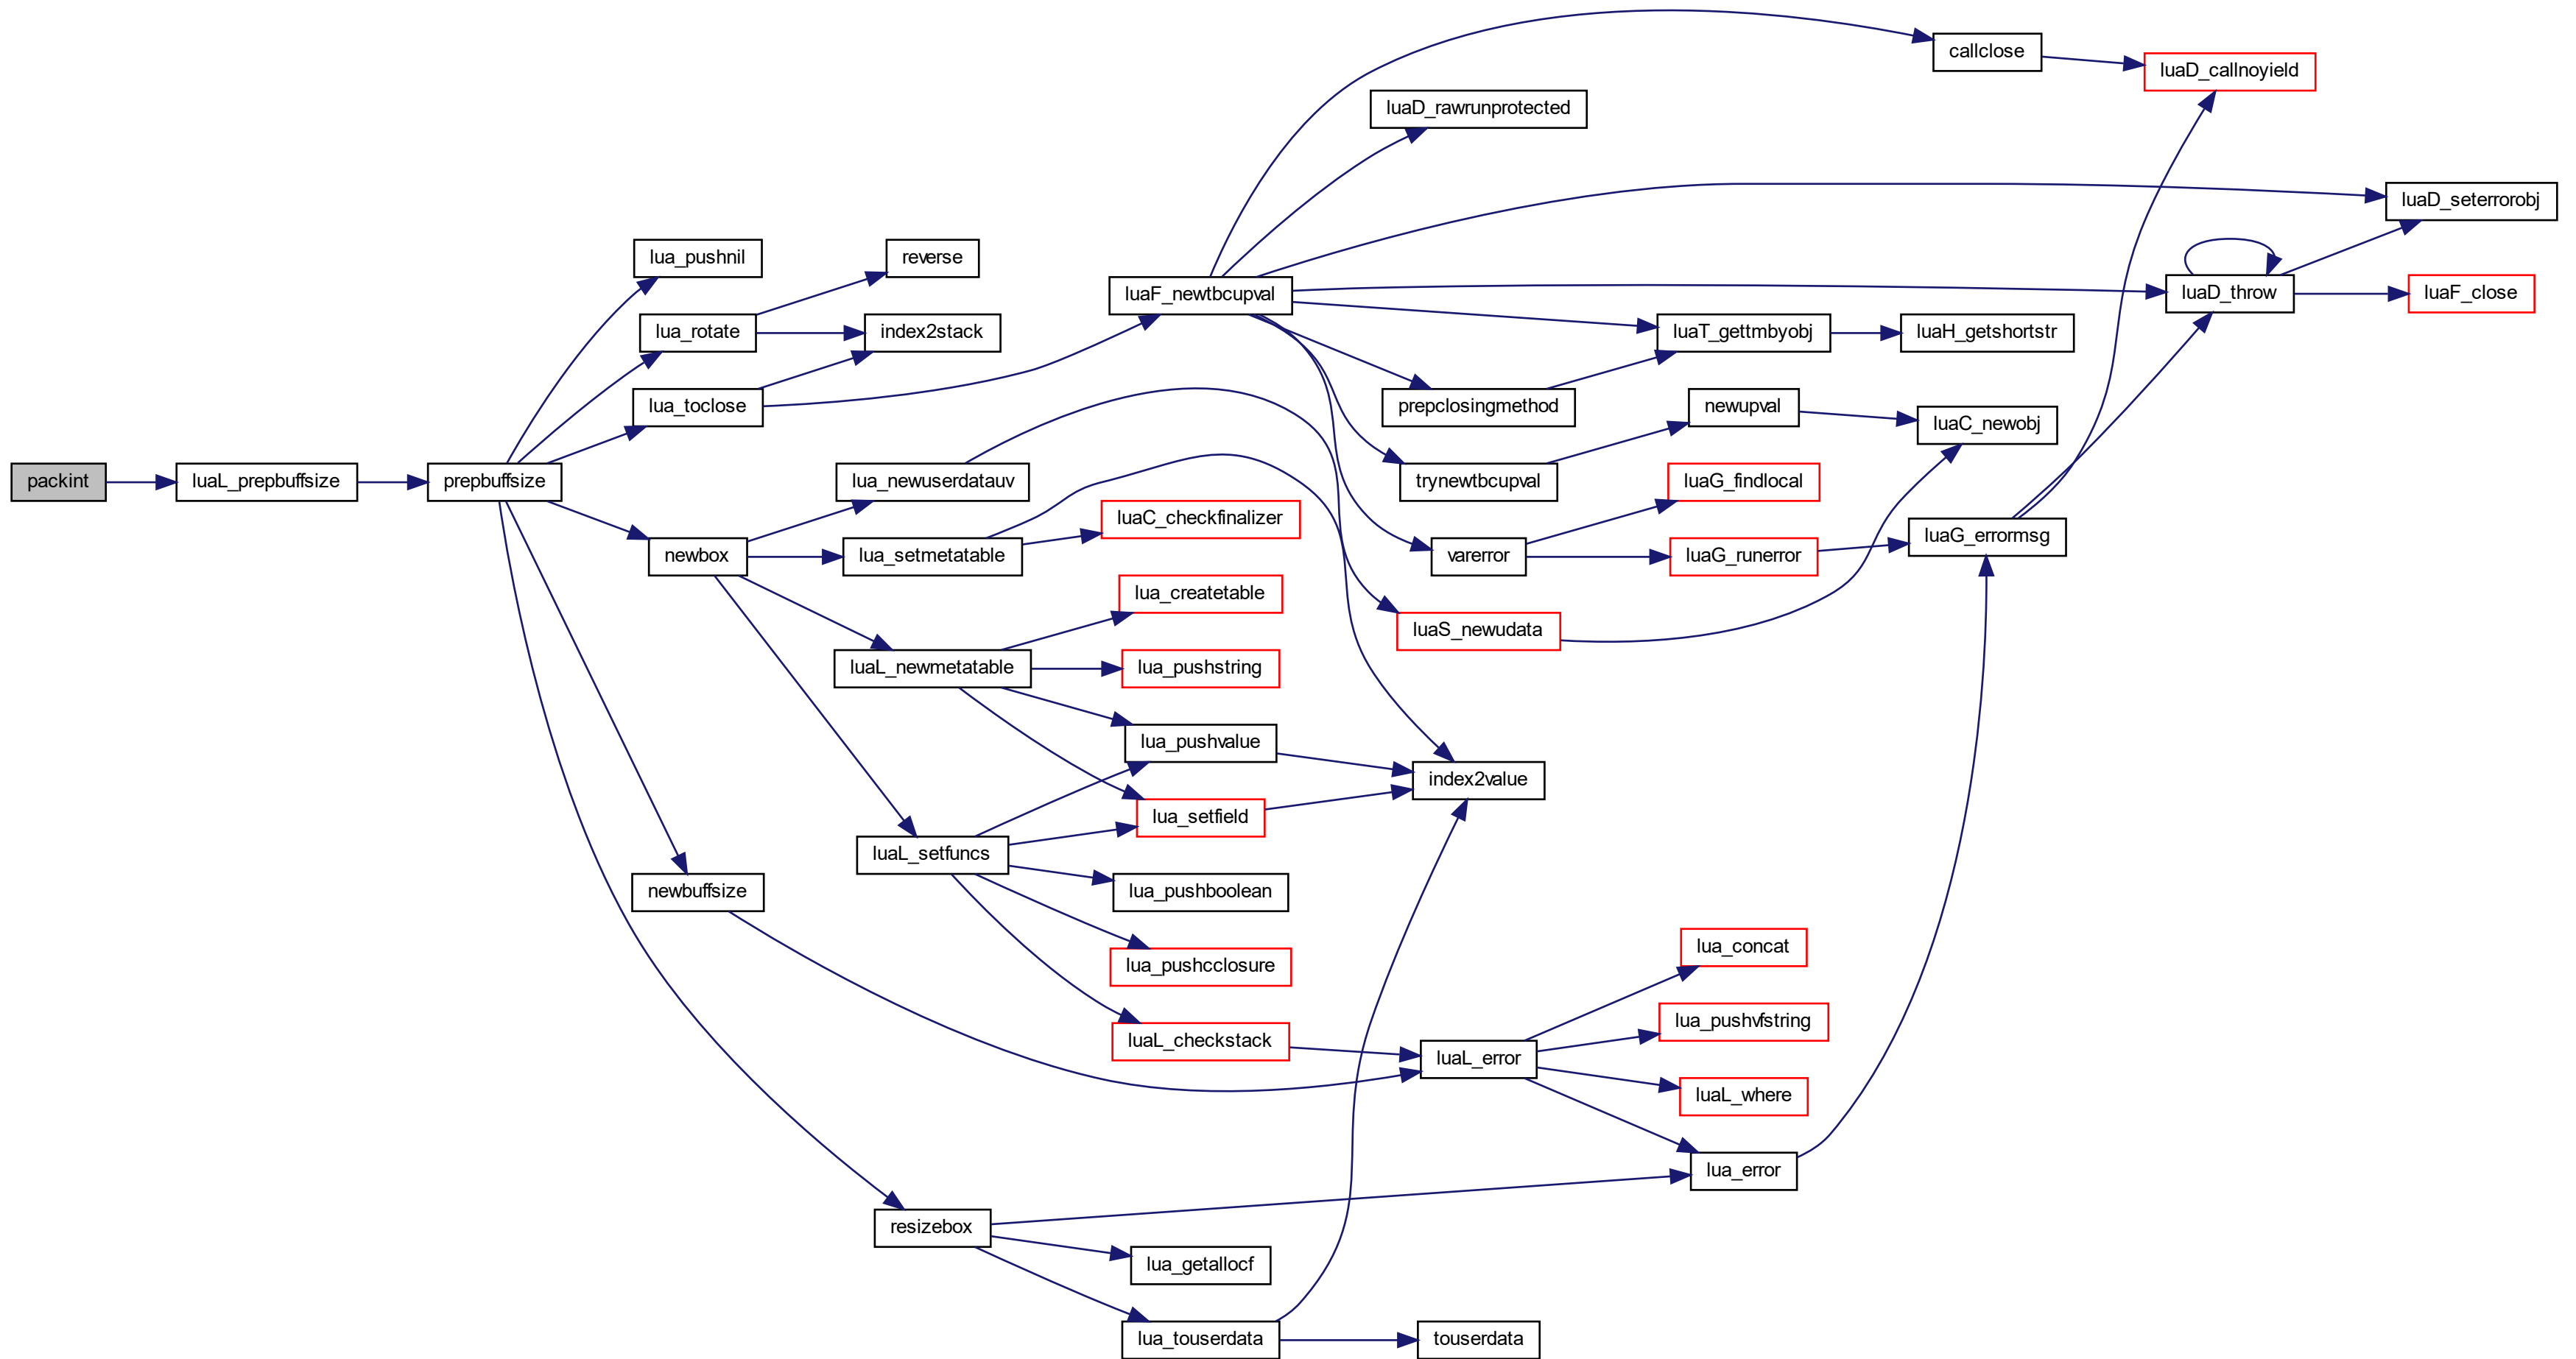 callclose
luaD_callnoyield
luaD_rawrunprotected
luaD_seterrorobj
lua_pushnil
reverse
luaF_newtbcupval
luaD_throw
luaF_close
lua_rotate
index2stack
luaT_gettmbyobj
luaH_getshortstr
lua_toclose
prepclosingmethod
newupval
luaC_newobj
packint
luaL_prepbuffsize
prepbuffsize
lua_newuserdatauv
trynewtbcupval
luaG_findlocal
luaC_checkfinalizer
luaG_errormsg
newbox
lua_setmetatable
varerror
luaG_runerror
lua_createtable
luaS_newudata
luaL_newmetatable
lua_pushstring
lua_pushvalue
index2value
lua_setfield
luaL_setfuncs
newbuffsize
lua_pushboolean
lua_concat
lua_pushcclosure
lua_pushvfstring
luaL_checkstack
luaL_error
luaL_where
lua_error
resizebox
lua_getallocf
lua_touserdata
touserdata